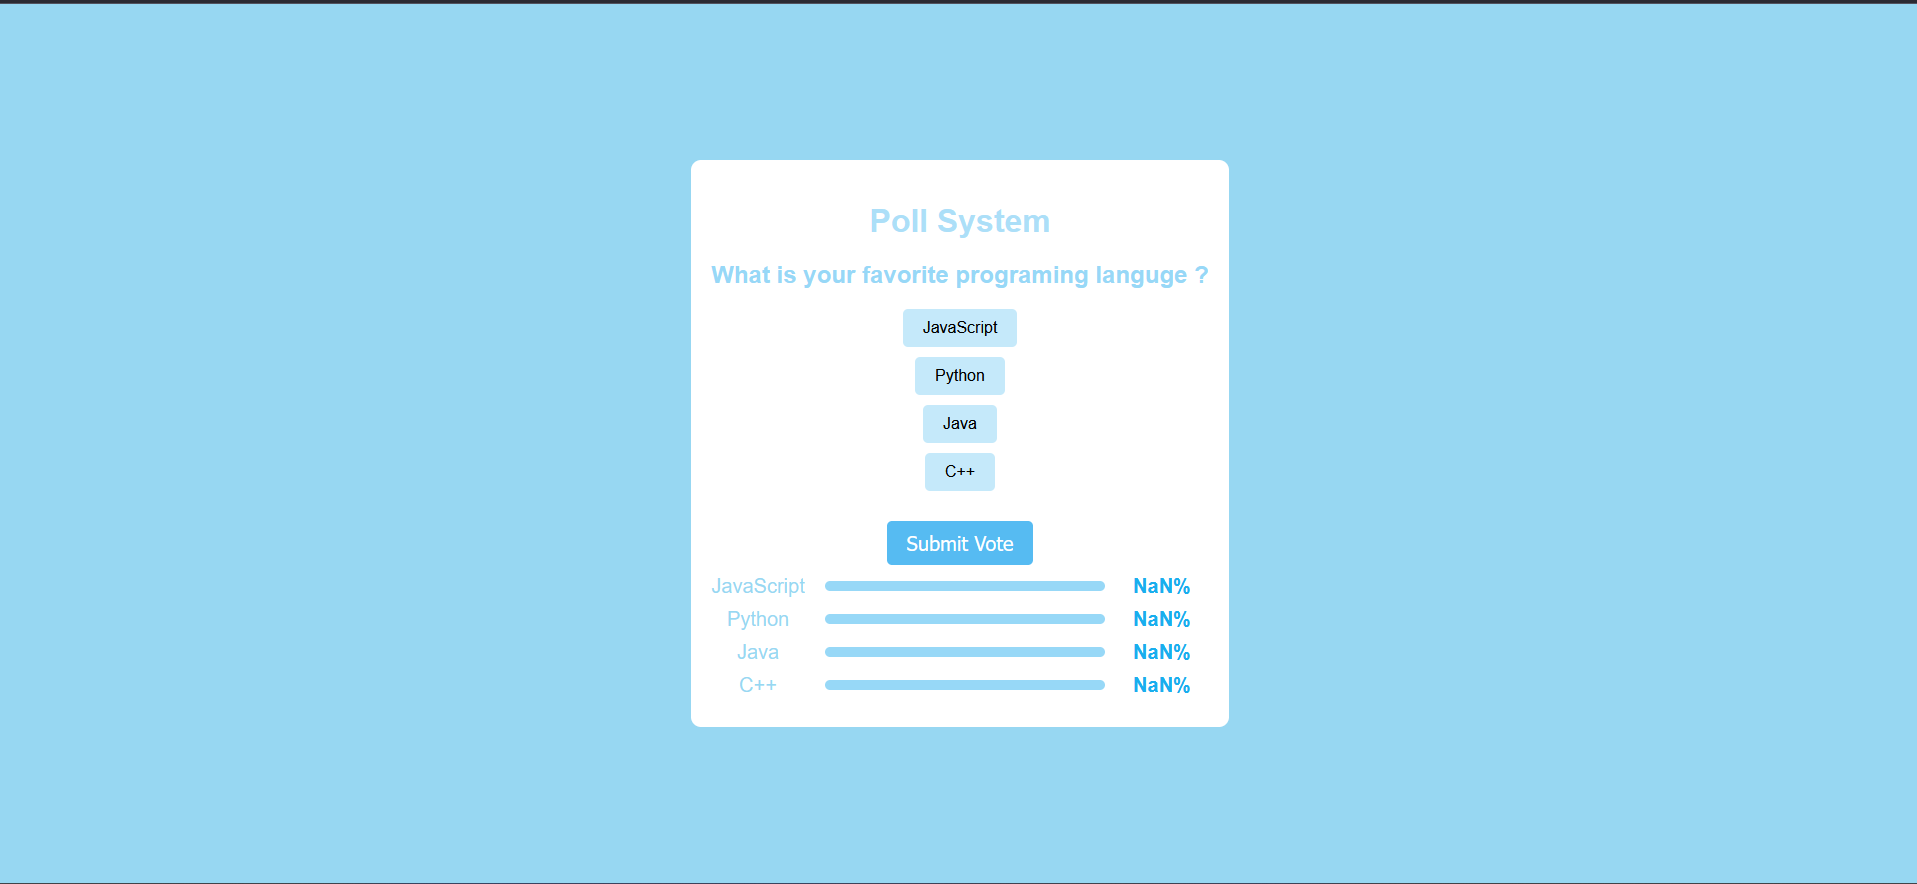 Poll System
What is your favorite programing languge ?
JavaScript
Python
Java
C++
Submit Vote
JavaScript NaN%
Python NaN%
Java NaN%
C++ NaN%